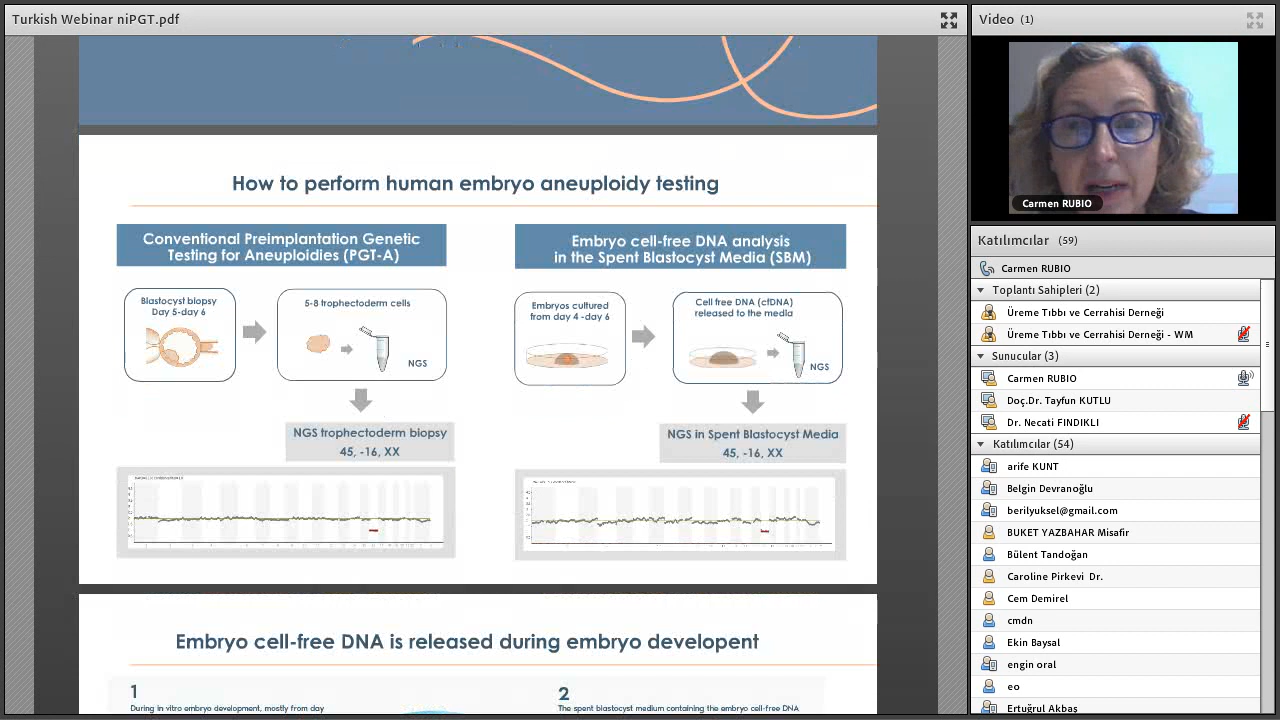 Turkish Webinar niPGT.pdf
How to perform human embryo aneuploidy testing
Conventional Preimplantation Genetic
Testing for Aneuploidies (PGT-A)
Blastocyst biopsy
Day 5-day 6
5-8 trophectoderm cells
NGS
NGS trophectoderm biopsy
45, -16, XX
Embryo cell-free DNA analysis
in the Spent Blastocyst Media (SBM)
Embryos cultured
from day 4 -day 6
Cell free DNA (cfDNA)
released to the media
NGS
NGS in Spent Blastocyst Media
45, -16, XX
Embryo cell-free DNA is released during embryo developent
1
During in vitro embryo development, mostly from day
2
The spent blastocyst medium containing the embryo cell-free DNA
Video (1)
Carmen RUBIO
Katılımcılar (59)
Carmen RUBIO
Toplantı Sahipleri (2)
Üreme Tıbbı ve Cerrahisi Derneği
Üreme Tıbbı ve Cerrahisi Derneği - WM
Sunucular (3)
Carmen RUBIO
Doç.Dr. Tayfun KUTLU
Dr. Necati FINDIKLI
Katılımcılar (54)
arife KUNT
Belgin Devranoğlu
berilyuksel@gmail.com
BUKET YAZBAHAR Misafir
Bülent Tandoğan
Caroline Pirkevi Dr.
Cem Demirel
cmdn
Ekin Baysal
engin oral
eo
Ertuğrul Akbaş